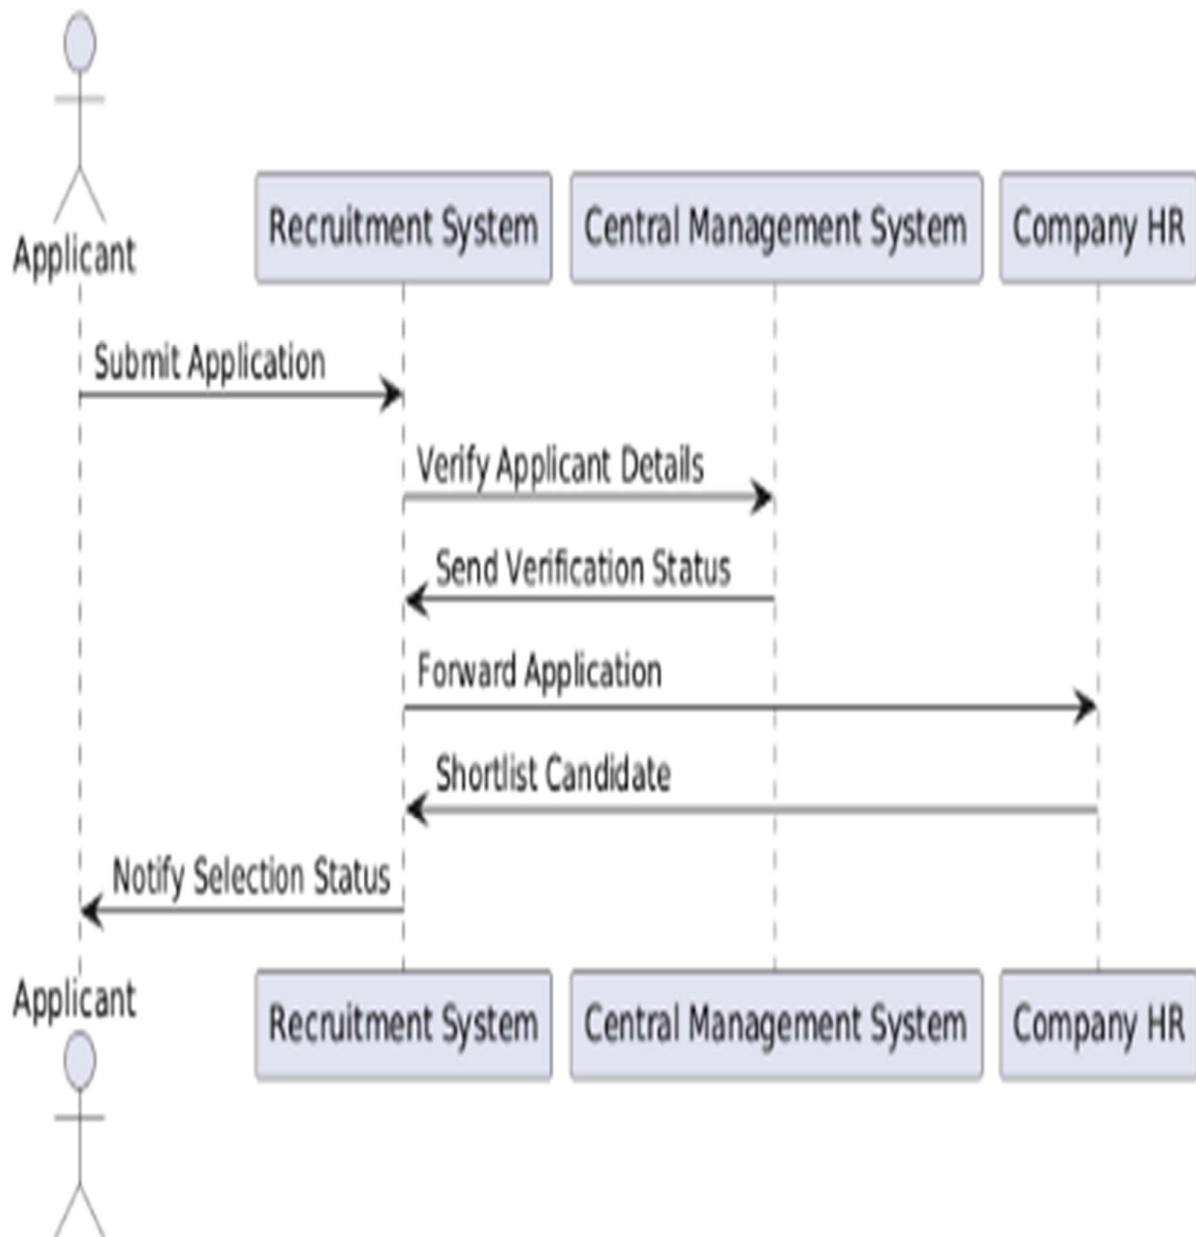 Applicant
Recruitment System
Central Management System
Company HR
Submit Application
Verify Applicant Details
Send Verification Status
Forward Application
Shortlist Candidate
Notify Selection Status
Applicant
Recruitment System
Central Management System
Company HR